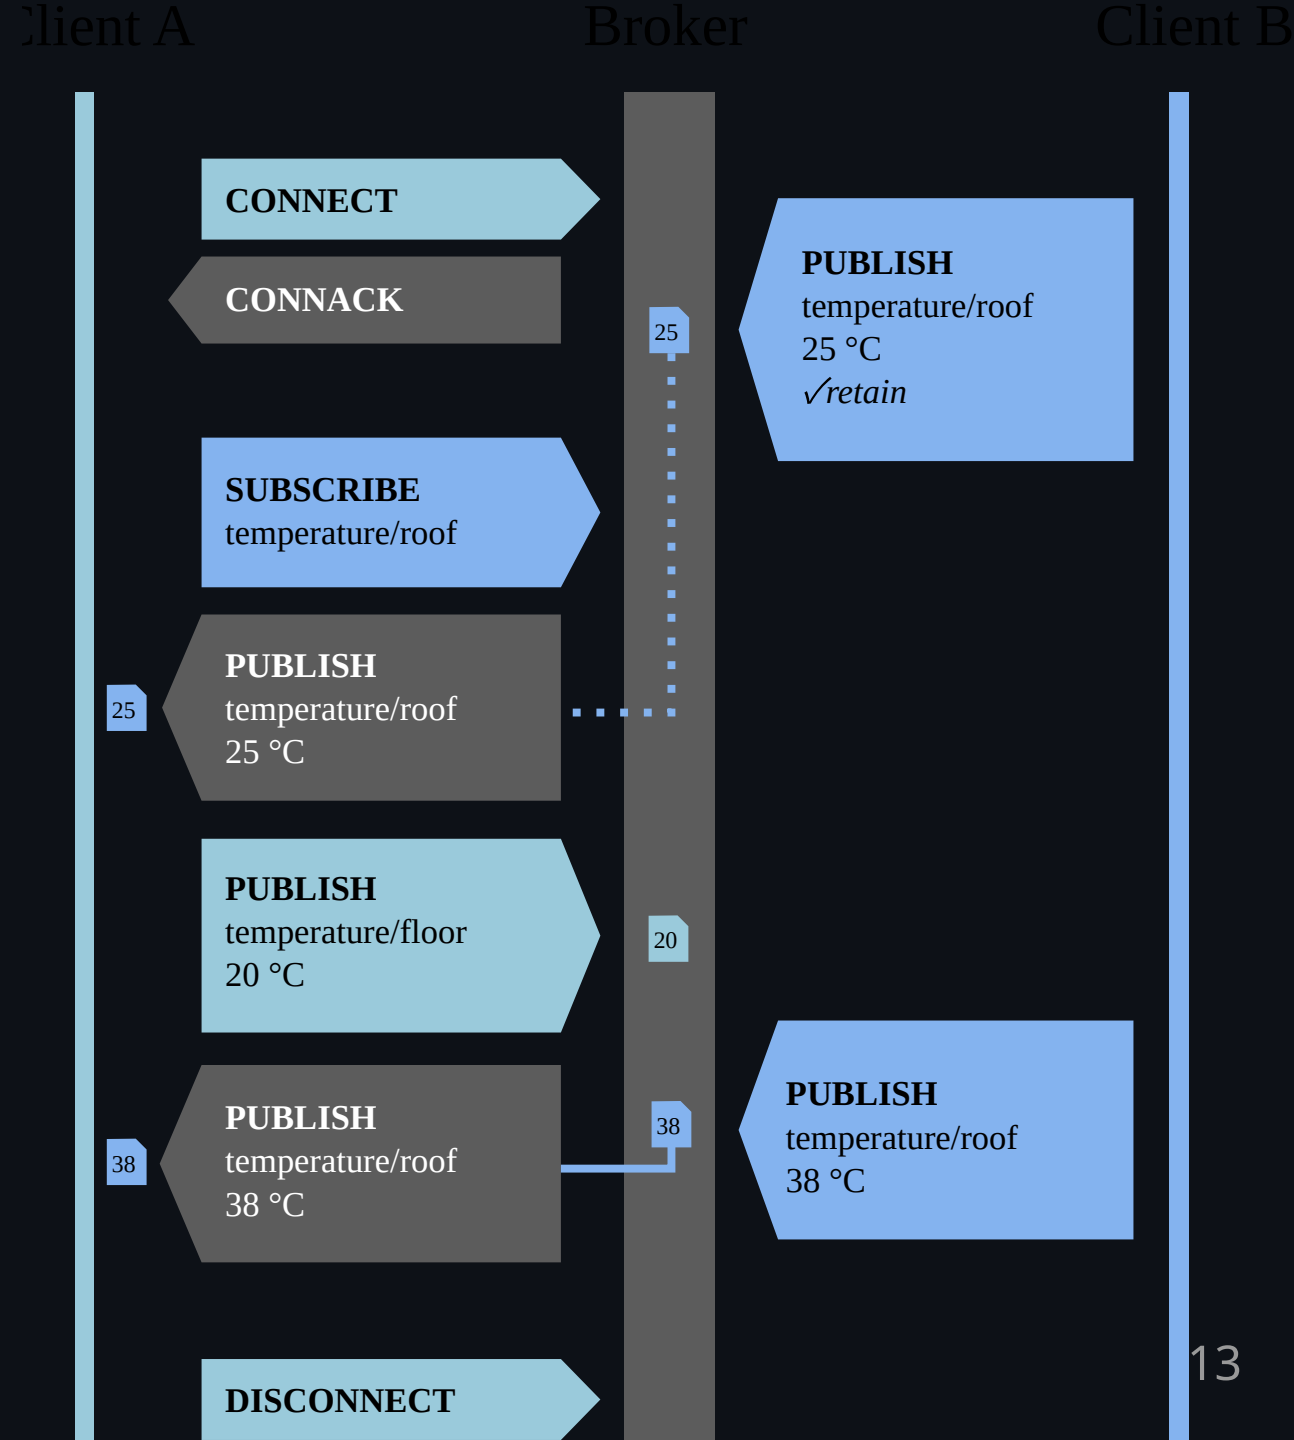 Client A
Broker
Client B
CONNECT
CONNACK
PUBLISH
temperature/roof
25 °C
✓retain
25
SUBSCRIBE
temperature/roof
PUBLISH
temperature/roof
25 °C
25
PUBLISH
temperature/floor
20 °C
20
PUBLISH
temperature/roof
38 °C
38
PUBLISH
temperature/roof
38 °C
38
DISCONNECT
13